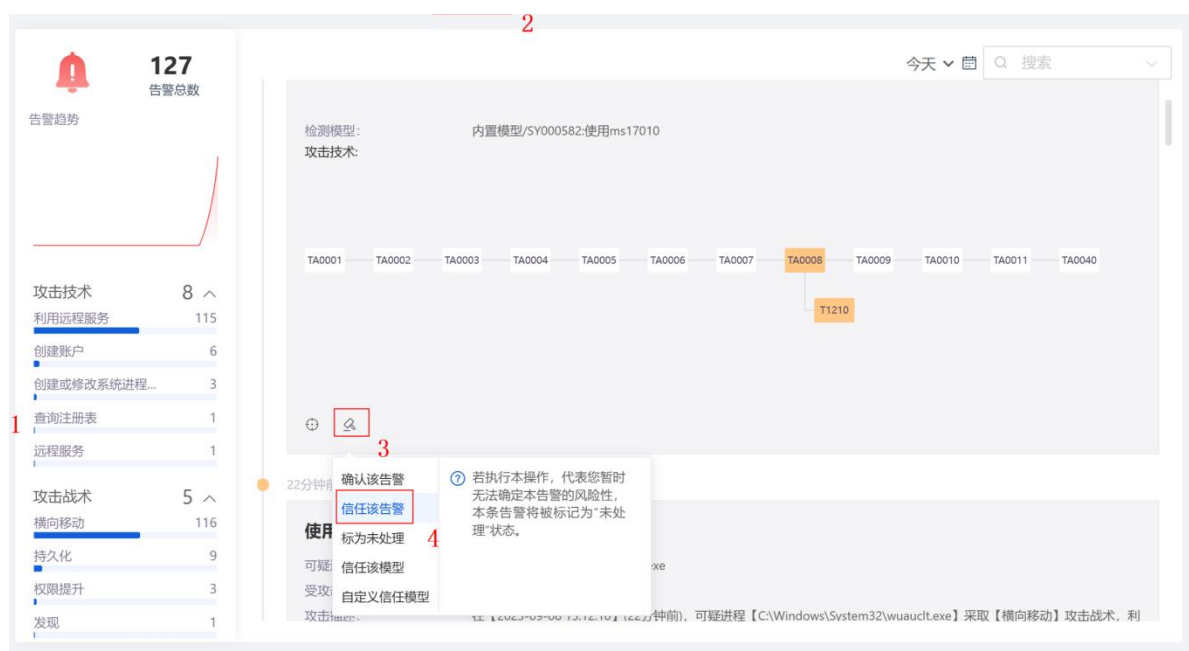 2
127
告警总数
告警趋势
今天
搜索
检测模型:
内置模型/SY000582:使用ms17010
攻击技术:
TA0001 TA0002 TA0003 TA0004 TA0005 TA0006 TA0007 TA0008 TA0009 TA0010 TA0011 TA0040
T1210
攻击技术 8
利用远程服务 115
创建账户 6
创建或修改系统进程... 3
1
查询注册表 1
远程服务 1
攻击战术 5
横向移动 116
持久化 9
权限提升 3
发现 1
3
22分钟前
确认该告警
信任该告警
4
标为未处理
信任该模型
自定义信任模型
若执行本操作，代表您暂时
无法确定本告警的风险性，
本条告警将被标记为“未处
理”状态。
使用
可疑
xe
受攻
攻击描述:
22分钟前)，可疑进程【C:\Windows\System32\wuauclt.exe】采取【横向移动】攻击战术，利